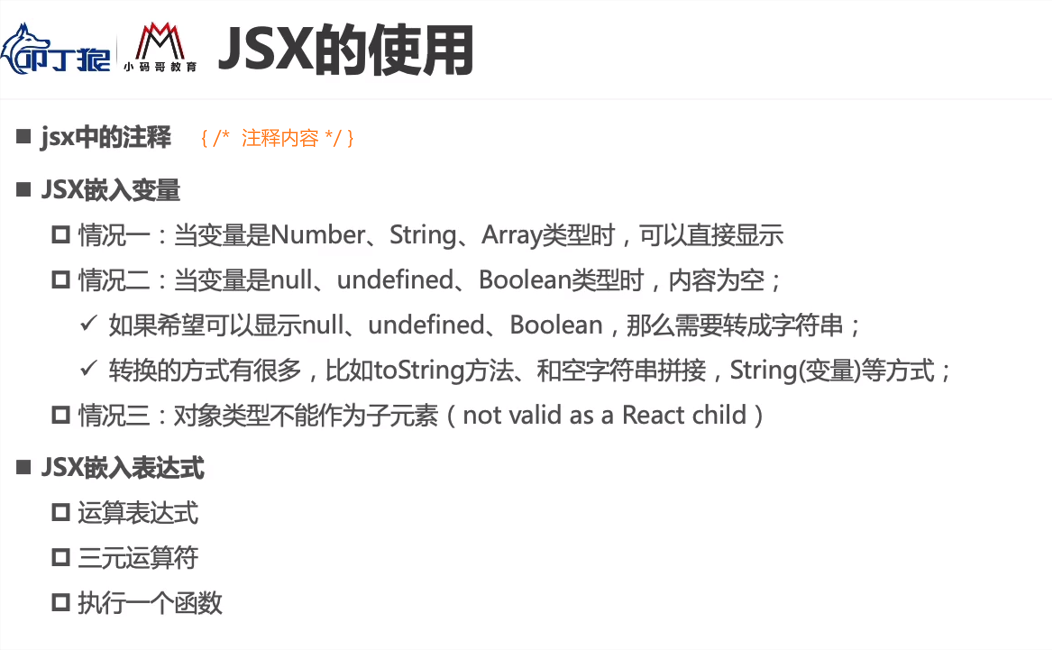 叩丁狼
小码哥教育
JSX的使用
jsx中的注释 { /* 注释内容 */ }
JSX嵌入变量
情况一：当变量是Number、String、Array类型时，可以直接显示
情况二：当变量是null、undefined、Boolean类型时，内容为空；
如果希望可以显示null、undefined、Boolean，那么需要转成字符串；
转换的方式有很多，比如toString方法、和空字符串拼接，String(变量)等方式；
情况三：对象类型不能作为子元素（not valid as a React child）
JSX嵌入表达式
运算表达式
三元运算符
执行一个函数